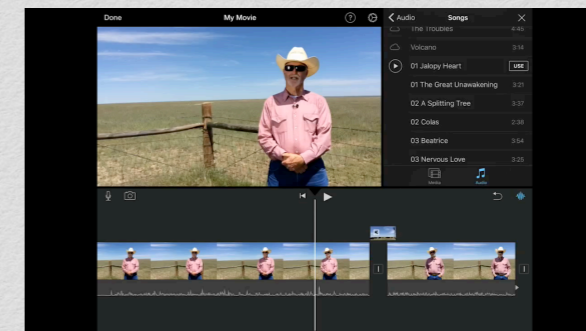 Done My Movie ? Audio Songs
The Troubles 4:45
Volcano 3:14
01 Jalopy Heart USE
01 The Great Unawakening 3:21
02 A Splitting Tree 3:37
02 Colas 2:38
03 Beatrice 3:54
03 Nervous Love 3:25
Media Audio